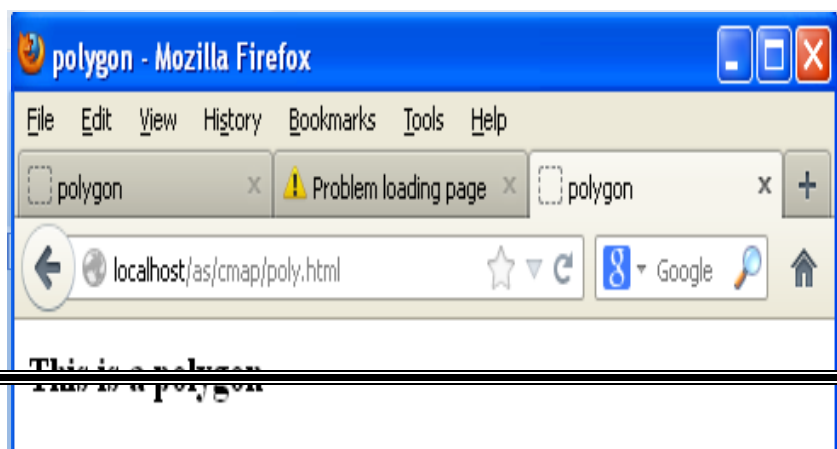 polygon - Mozilla Firefox
File Edit View History Bookmarks Tools Help
polygon Problem loading page polygon
localhost/as/cmap/poly.html Google
This is a polygon